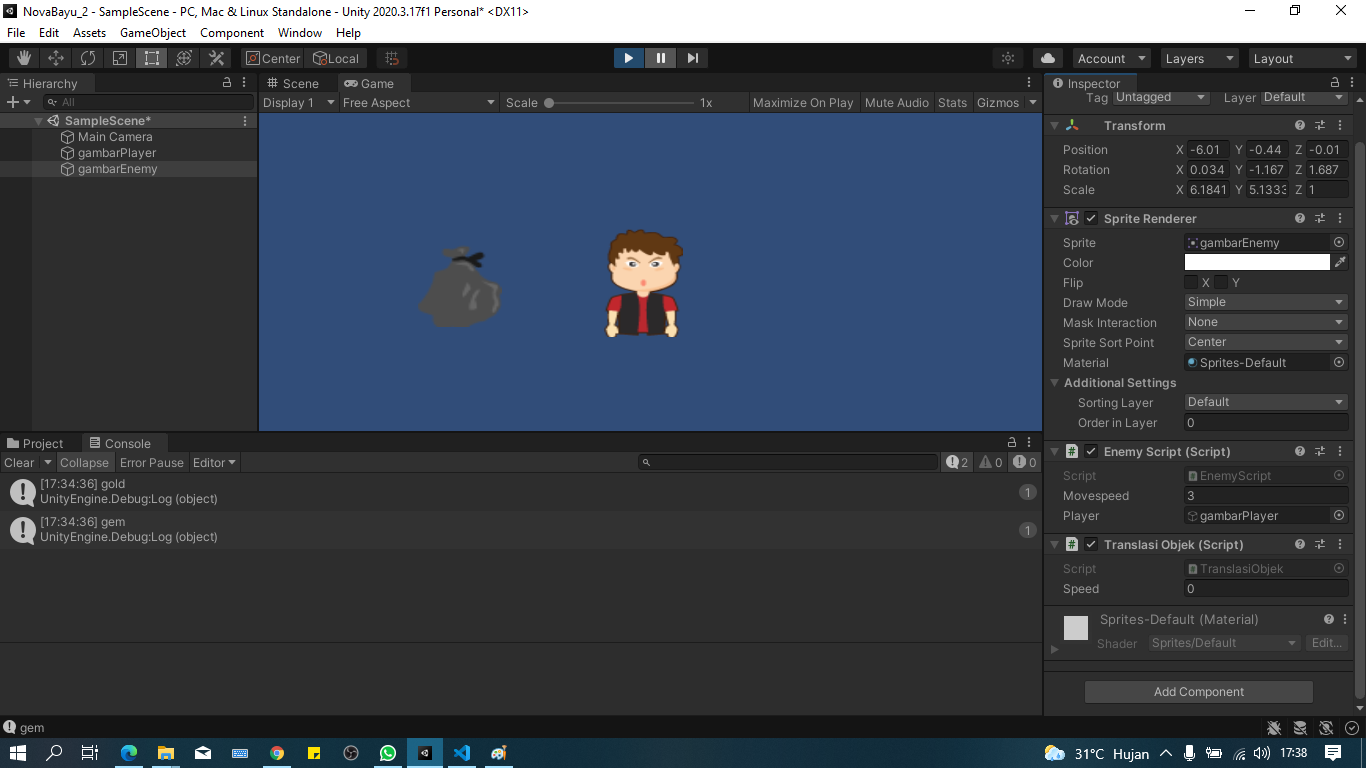 NovaBayu_2 - SampleScene - PC, Mac & Linux Standalone - Unity 2020.3.17f1 Personal* <DX11>
File Edit Assets GameObject Component Window Help
Center Local Account Layers Layout
Hierarchy
All
SampleScene*
Main Camera
gambarPlayer
gambarEnemy
Scene Game
Display 1 Free Aspect Scale 1x Maximize On Play Mute Audio Stats Gizmos
Project Console
Clear Collapse Error Pause Editor 2 0 0
[17:34:36] gold
UnityEngine.Debug:Log (object)
1
[17:34:36] gem
UnityEngine.Debug:Log (object)
1
Inspector
Tag Untagged Layer Default
Transform
Position X -6.01 Y -0.44 Z -0.01
Rotation X 0.034 Y -1.167 Z 1.687
Scale X 6.1841 Y 5.1333 Z 1
Sprite Renderer
Sprite gambarEnemy
Color
Flip X Y
Draw Mode Simple
Mask Interaction None
Sprite Sort Point Center
Material Sprites-Default
Additional Settings
Sorting Layer Default
Order in Layer 0
Enemy Script (Script)
Script EnemyScript
Movespeed 3
Player gambarPlayer
Translasi Objek (Script)
Script TranslasiObjek
Speed 0
Sprites-Default (Material)
Shader Sprites/Default Edit...
Add Component
gem
31°C Hujan 17:38